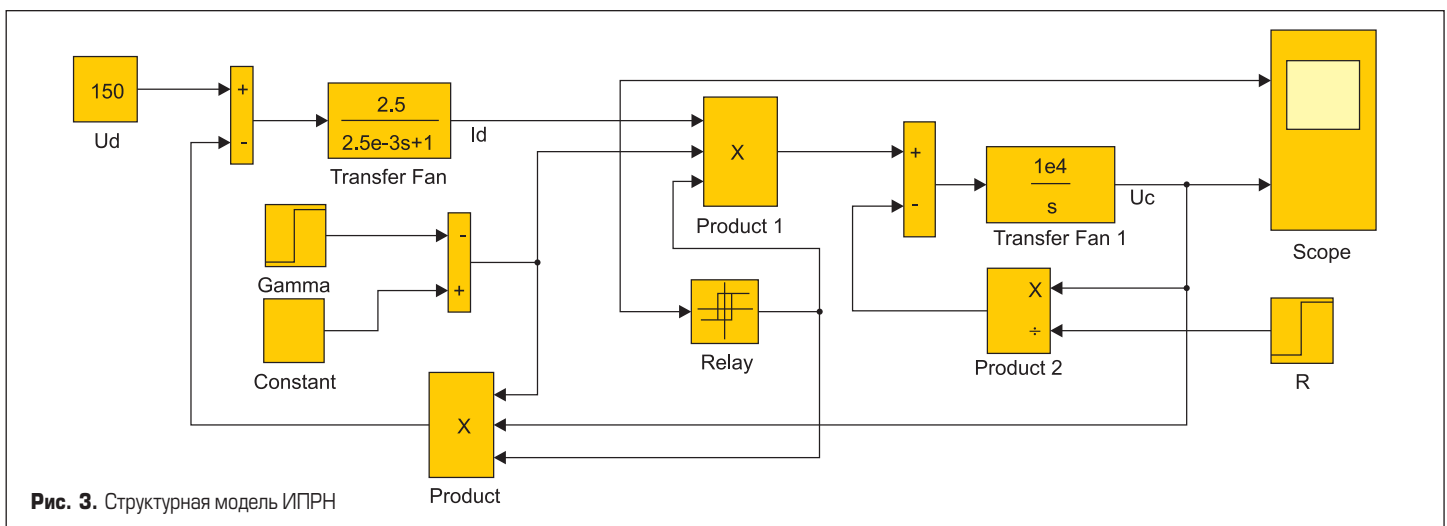 150
Ud
+
-
2.5
2.5e-3s+1
Transfer Fan
Id
Gamma
Constant
-
+
X
Product
X
Product 1
Relay
+
-
1e4
s
Transfer Fan 1
Uc
X
÷
Product 2
R
Scope
Рис. 3. Структурная модель ИПРН